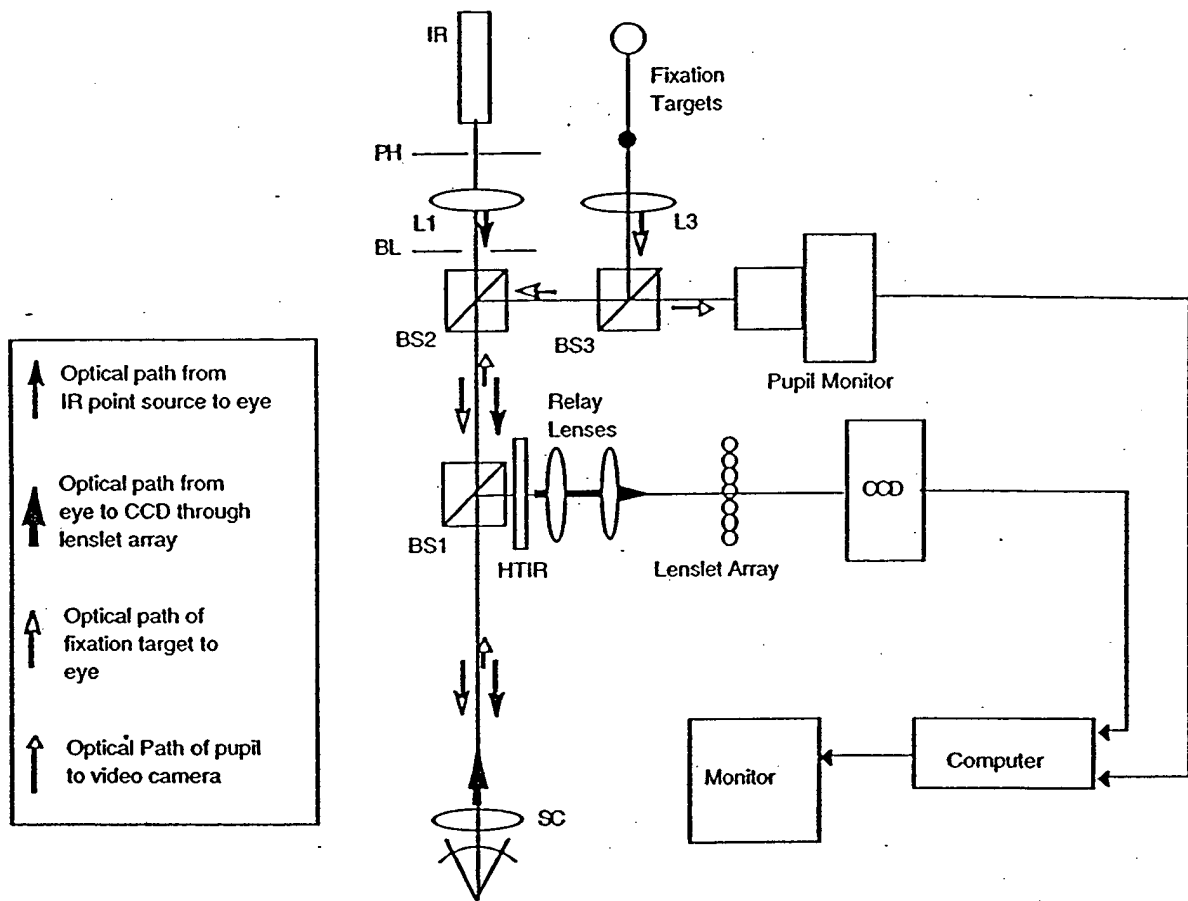 IR
Fixation
Targets
PH
L1
L3
BL
BS2
BS3
Pupil Monitor
Optical path from
IR point source to eye
Relay
Lenses
Optical path from
eye to CCD through
lenslet array
CCD
BS1
HTIR
Lenslet Array
Optical path of
fixation target to
eye
Optical Path of pupil
to video camera
Monitor
Computer
SC